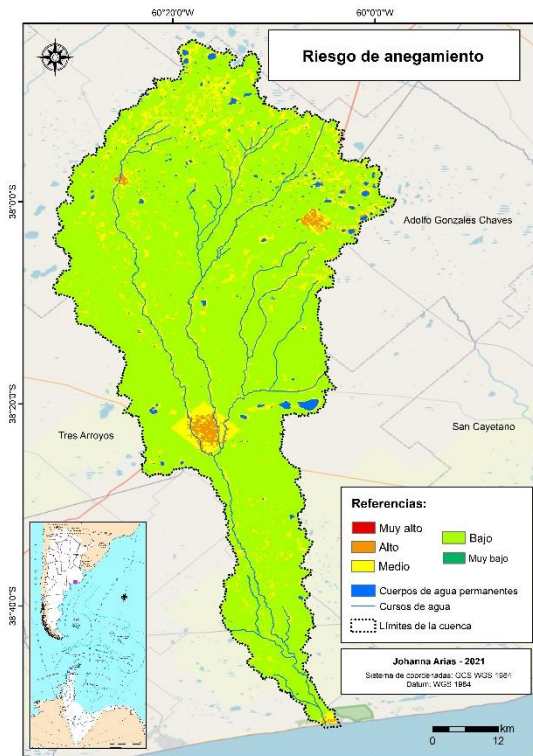 60°20'0"W
60°0'0"W
Riesgo de anegamiento
38°0'0"S
Adolfo Gonzáles Chaves
38°20'0"S
Tres Arroyos
San Cayetano
Referencias:
Muy alto
Alto
Medio
Bajo
Muy bajo
Cuerpos de agua permanentes
Cursos de agua
Límites de la cuenca
38°40'0"S
Johanna Arias - 2021
Sistema de coordenadas: GCS WGS 1984
Datum: WGS 1984
km
0
12